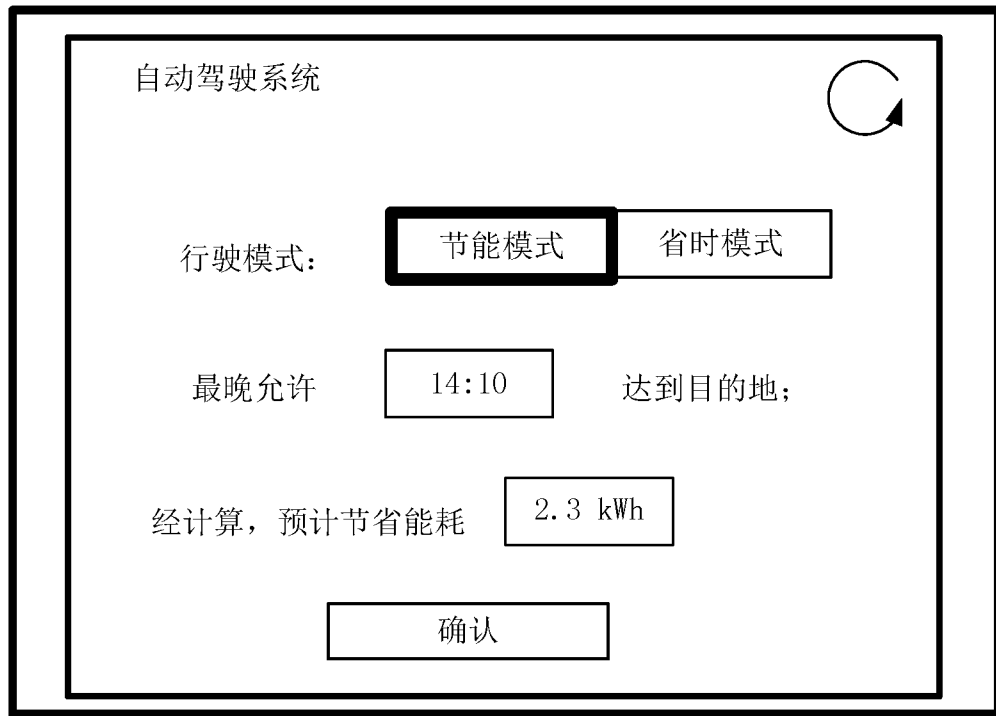 自动驾驶系统
行驶模式： 节能模式 省时模式
最晚允许 14:10 达到目的地；
经计算，预计节省能耗 2.3 kWh
确认